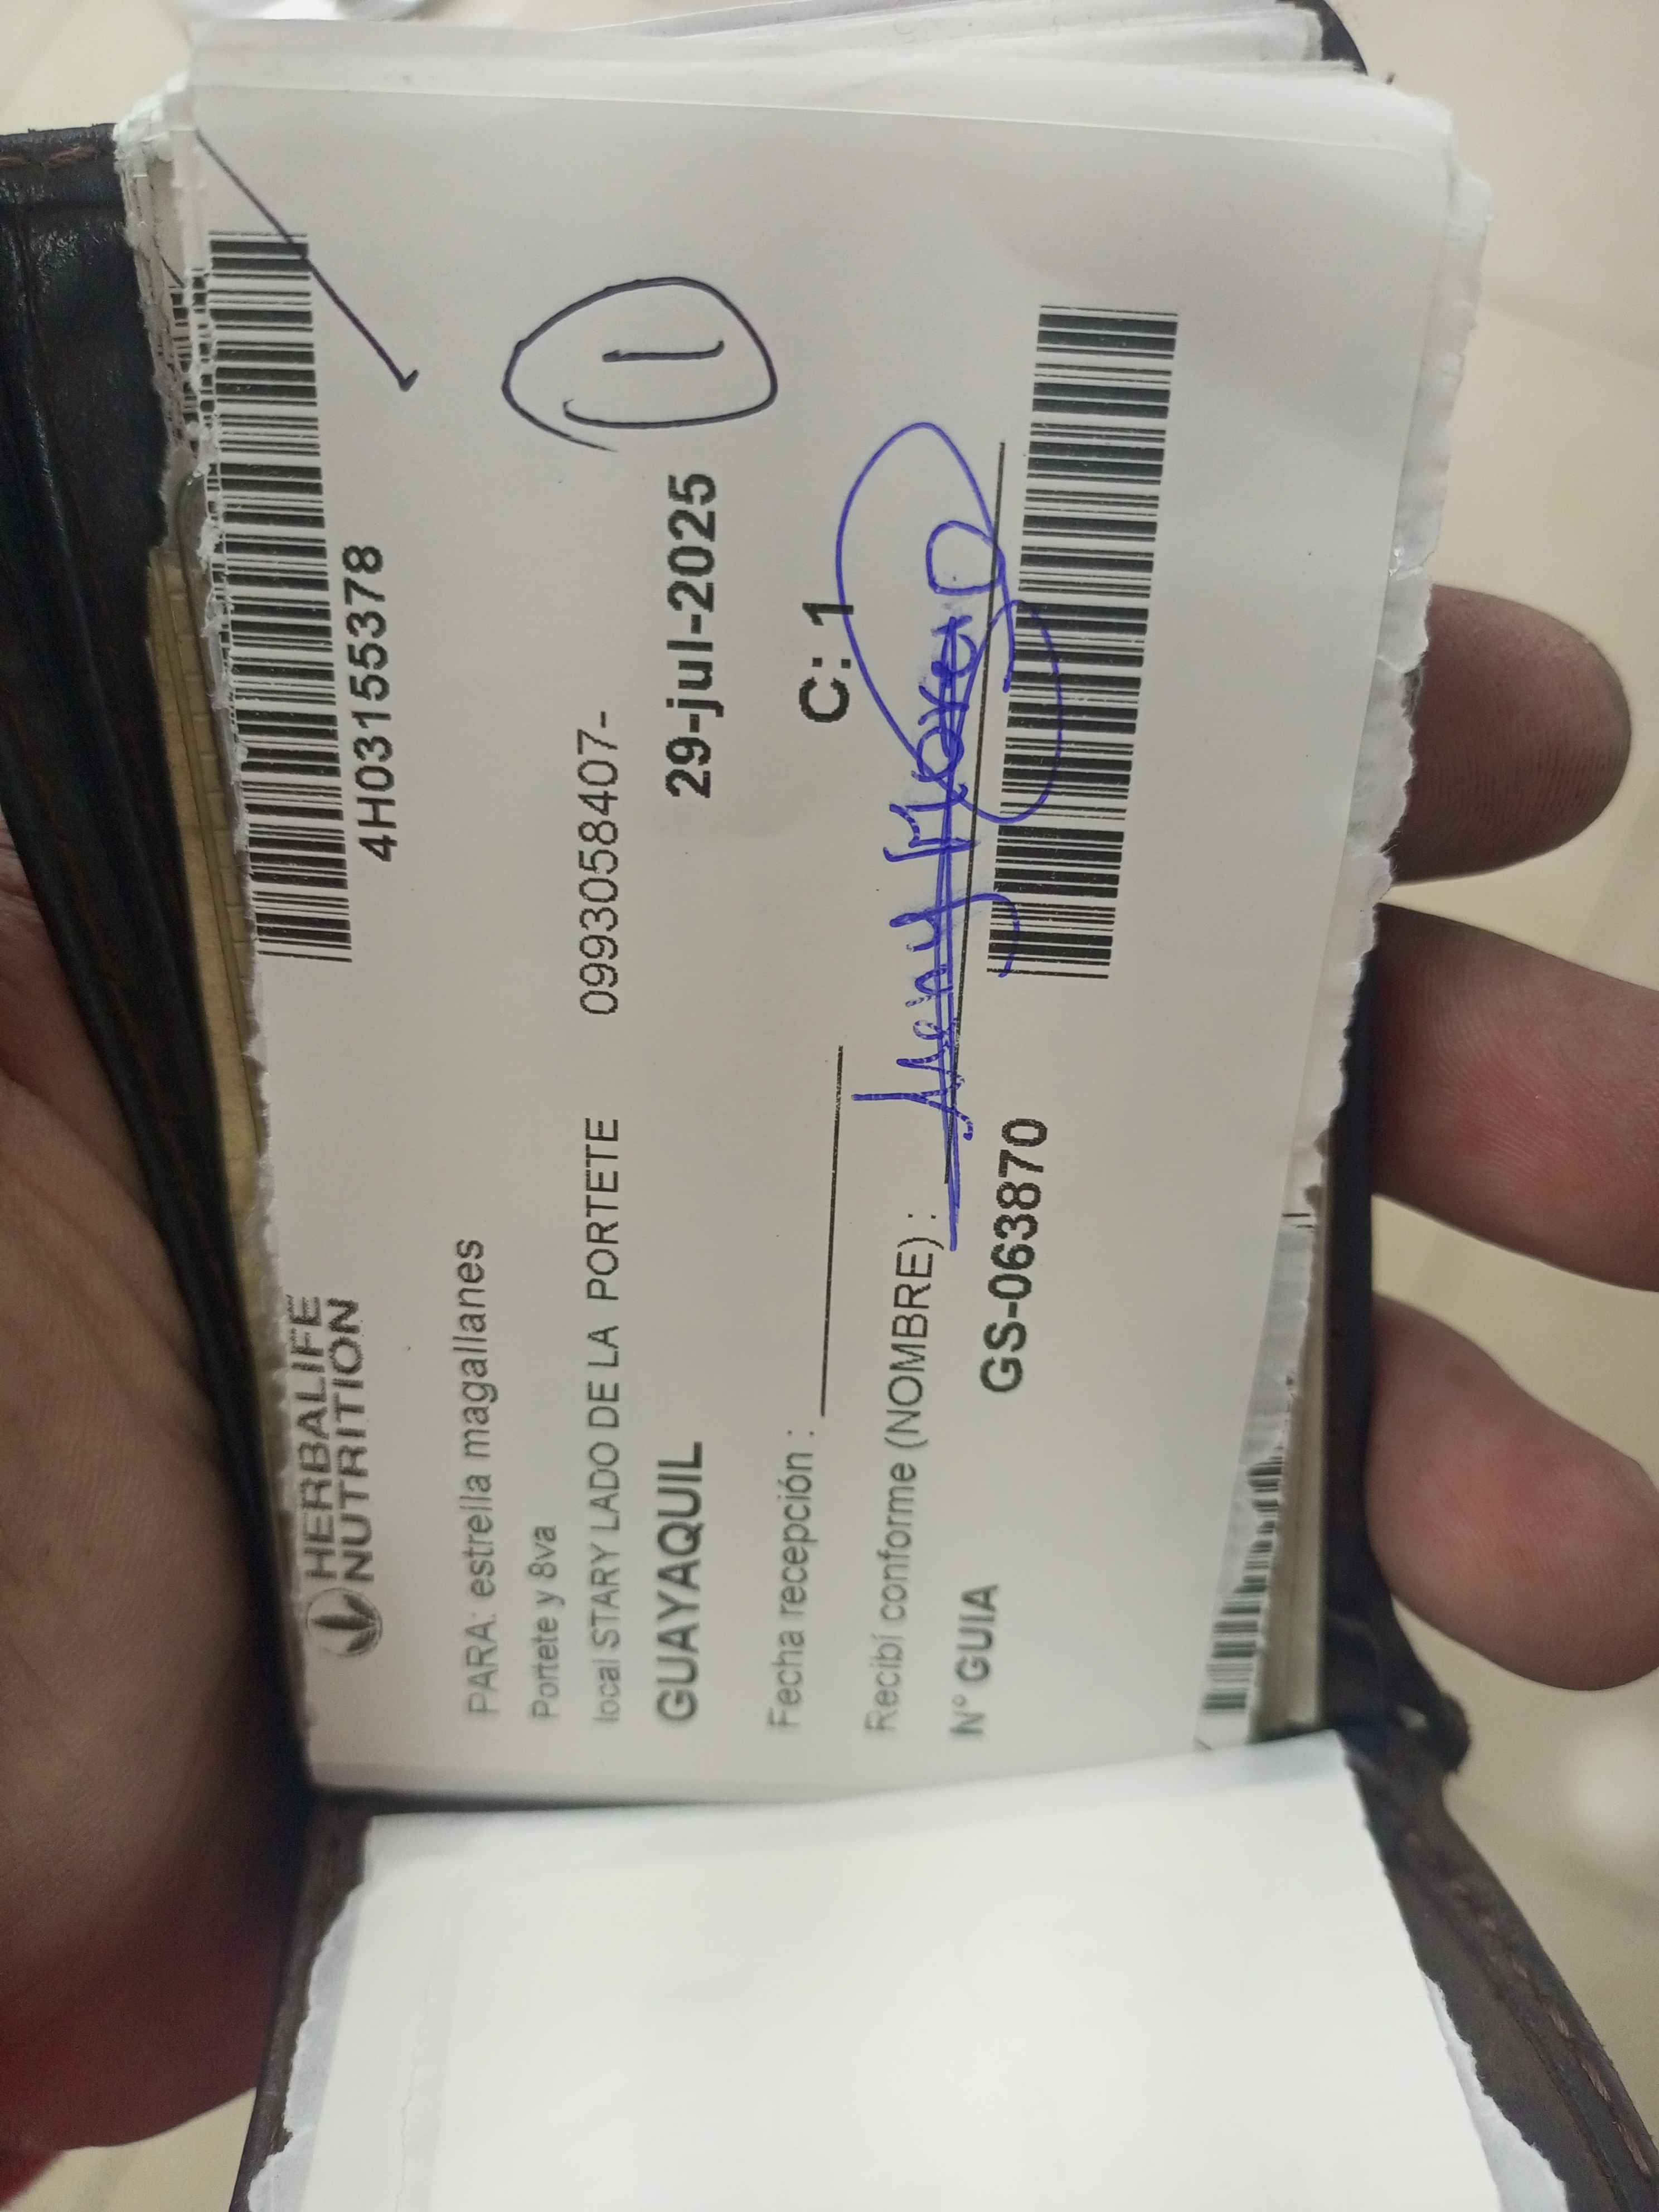 HERBALIFE
NUTRITION
4H03155378
PARA: estrella magallanes
Portete y 8va
local STARY LADO DE LA PORTETE 0993058407-
GUAYAQUIL 29-jul-2025
1
Fecha recepción : C: 1
Recibí conforme (NOMBRE) :
N° GUIA GS-063870